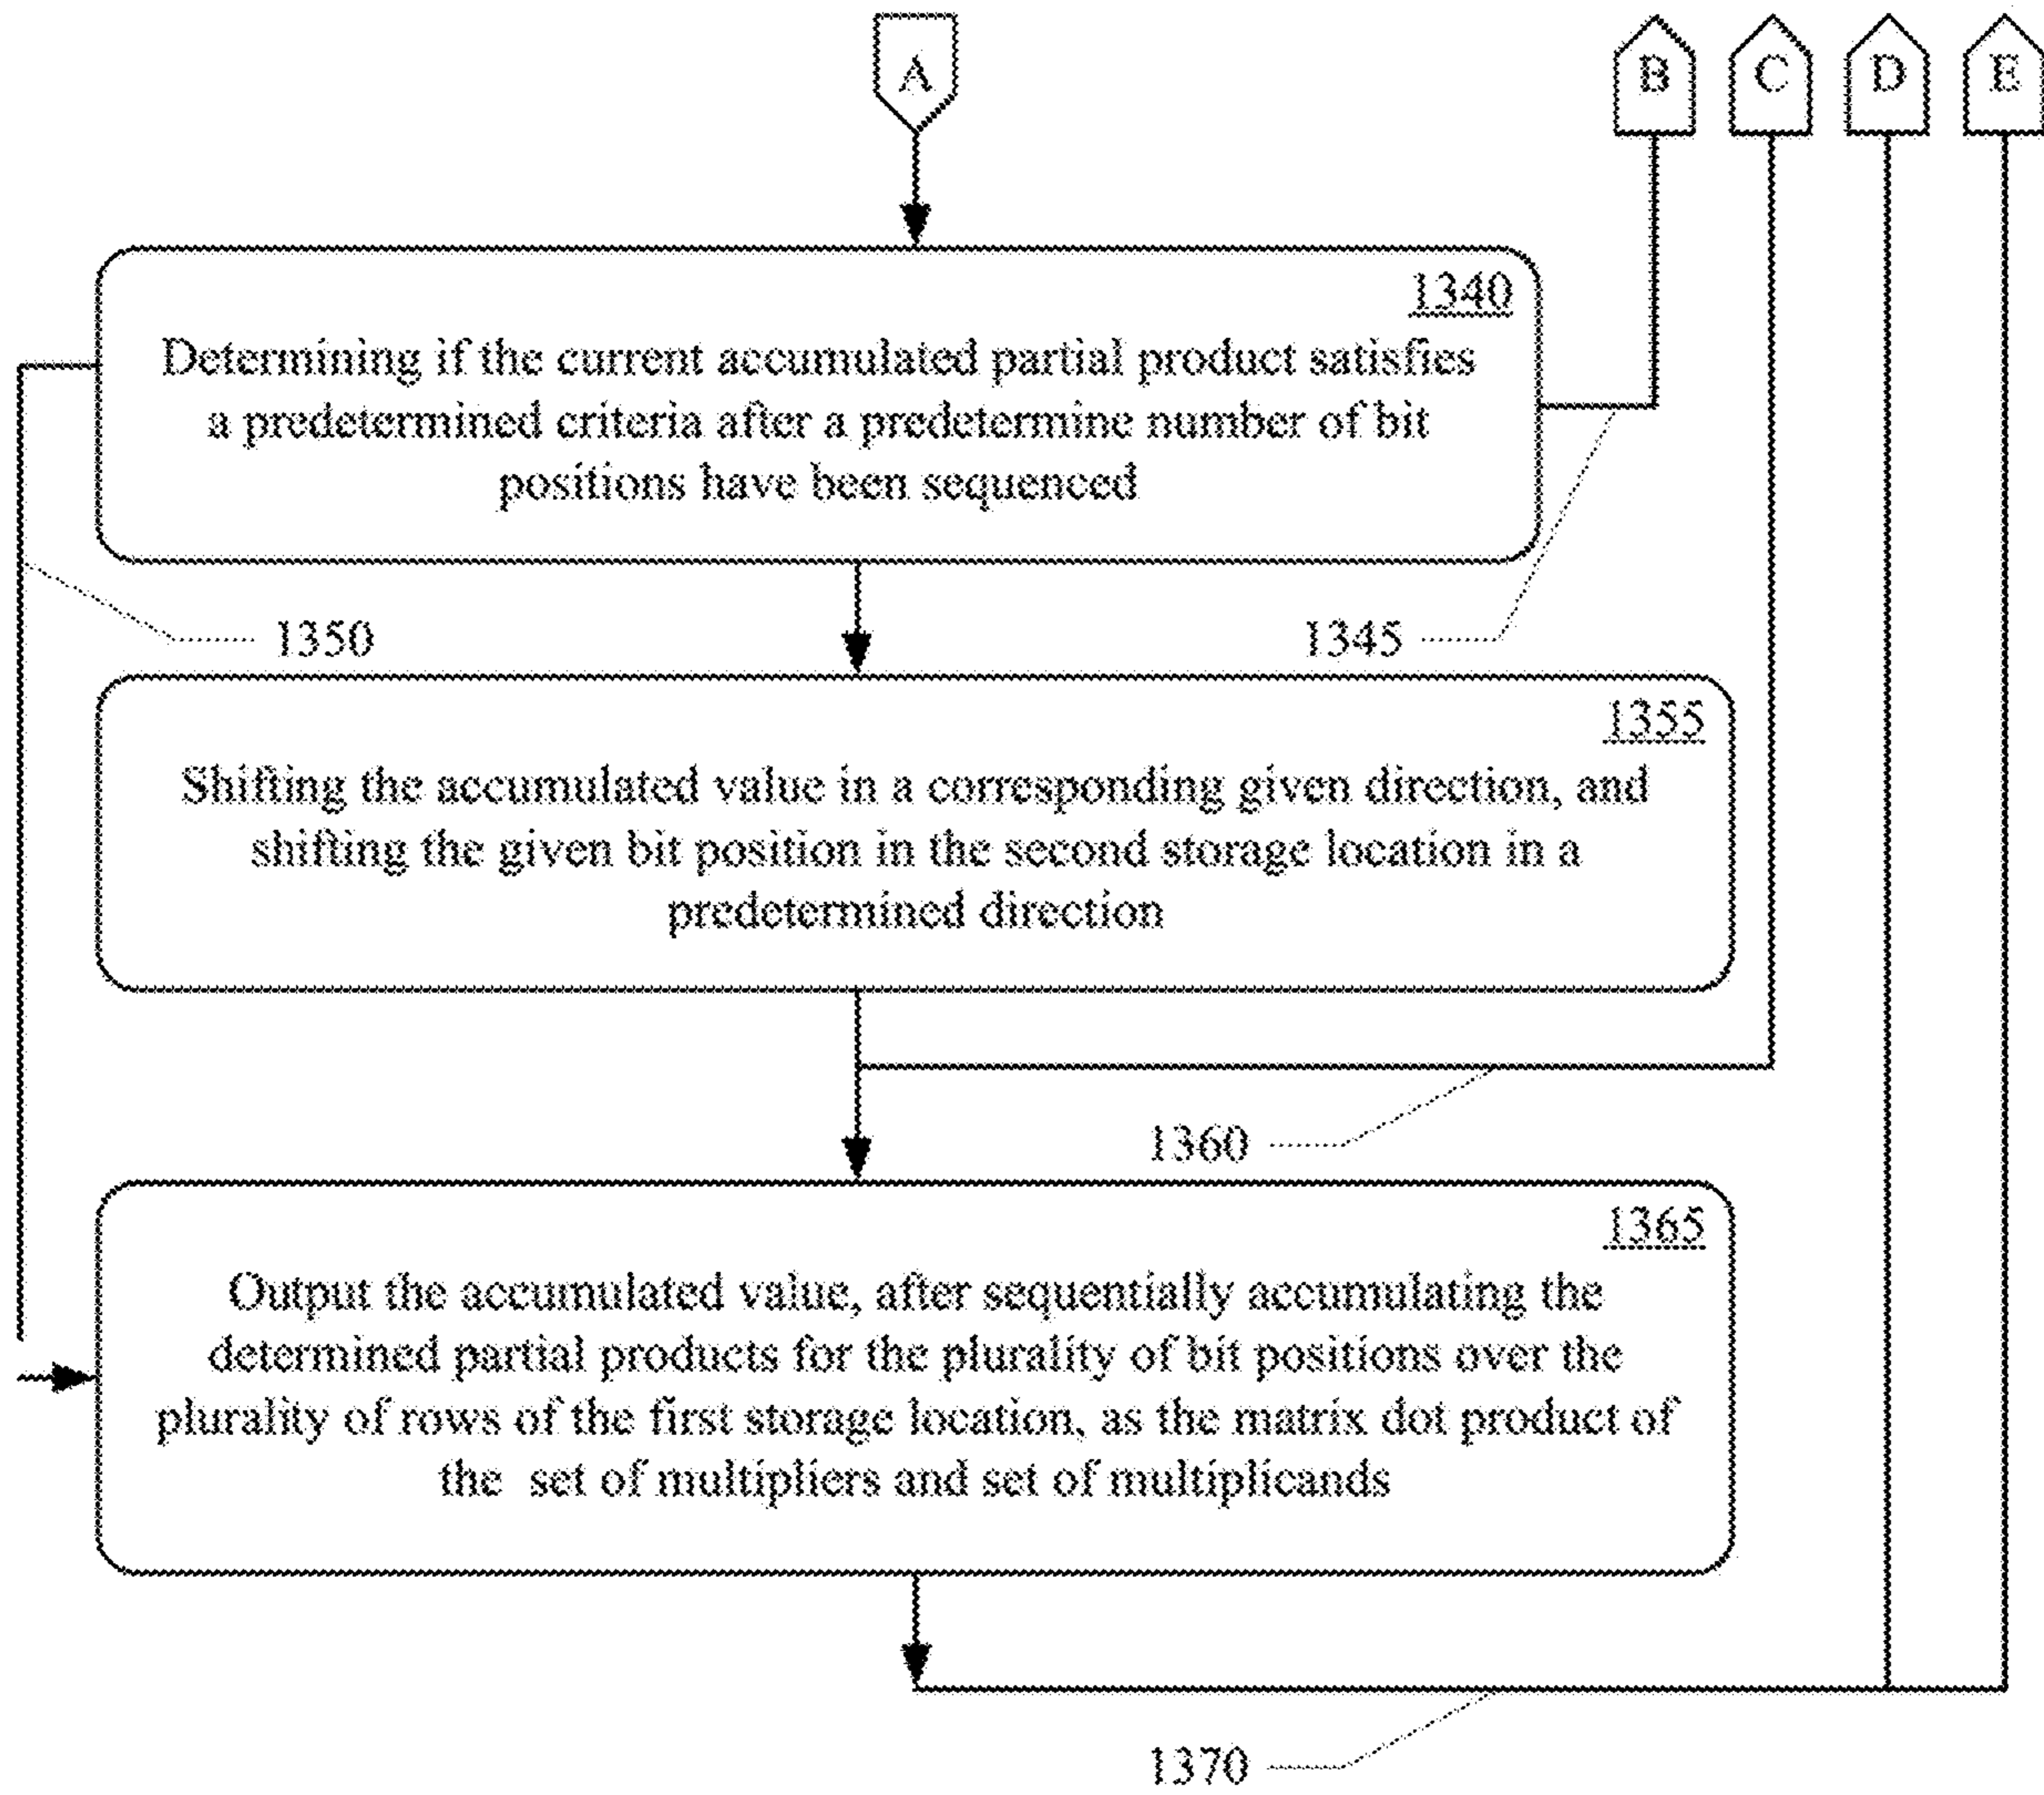 A
B
C
D
E
1340
Determining if the current accumulated partial product satisfies
a predetermined criteria after a predetermine number of bit
positions have been sequenced
1350
1345
1355
Shifting the accumulated value in a corresponding given direction, and
shifting the given bit position in the second storage location in a
predetermined direction
1360
1365
Output the accumulated value, after sequentially accumulating the
determined partial products for the plurality of bit positions over the
plurality of rows of the first storage location, as the matrix dot product of
the set of multipliers and set of multiplicands
1370